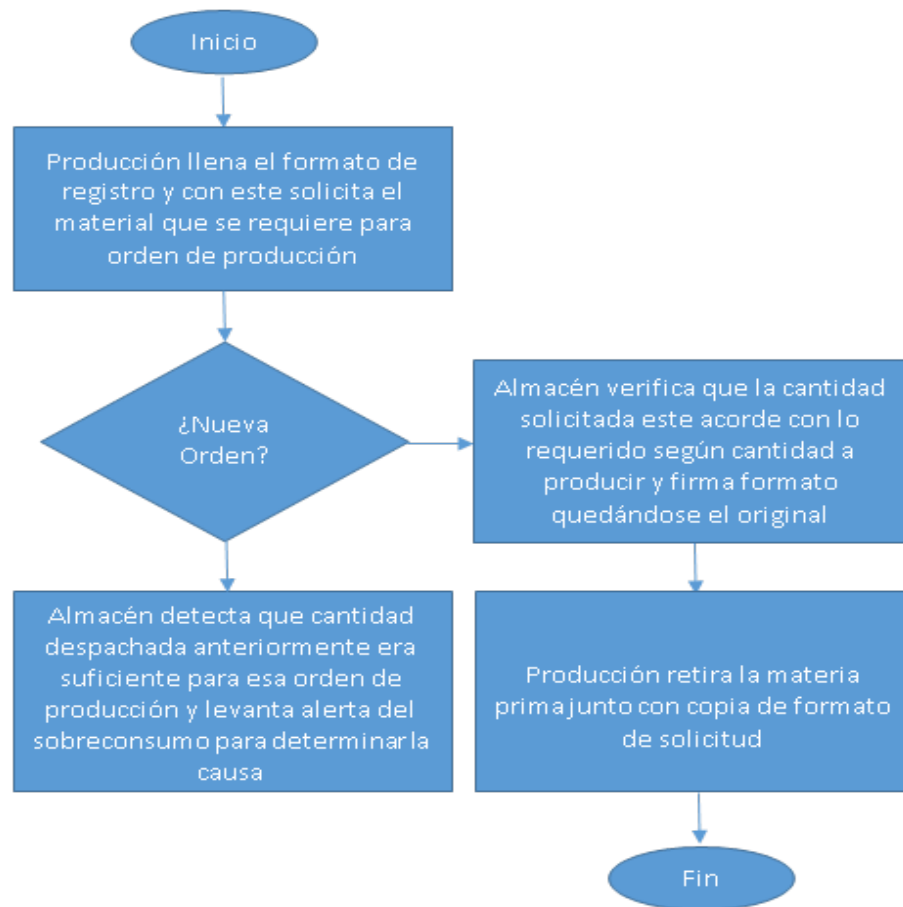 Inicio
Producción llena el formato de
registro y con este solicita el
material que se requiere para
orden de producción
¿Nueva
Orden?
Almacén verifica que la cantidad
solicitada este acorde con lo
requerido según cantidad a
producir y firma formato
quedándose el original
Almacén detecta que cantidad
despachada anteriormente era
suficiente para esa orden de
producción y levanta alerta del
sobreconsumo para determinar la
causa
Producción retira la materia
prima junto con copia de formato
de solicitud
Fin